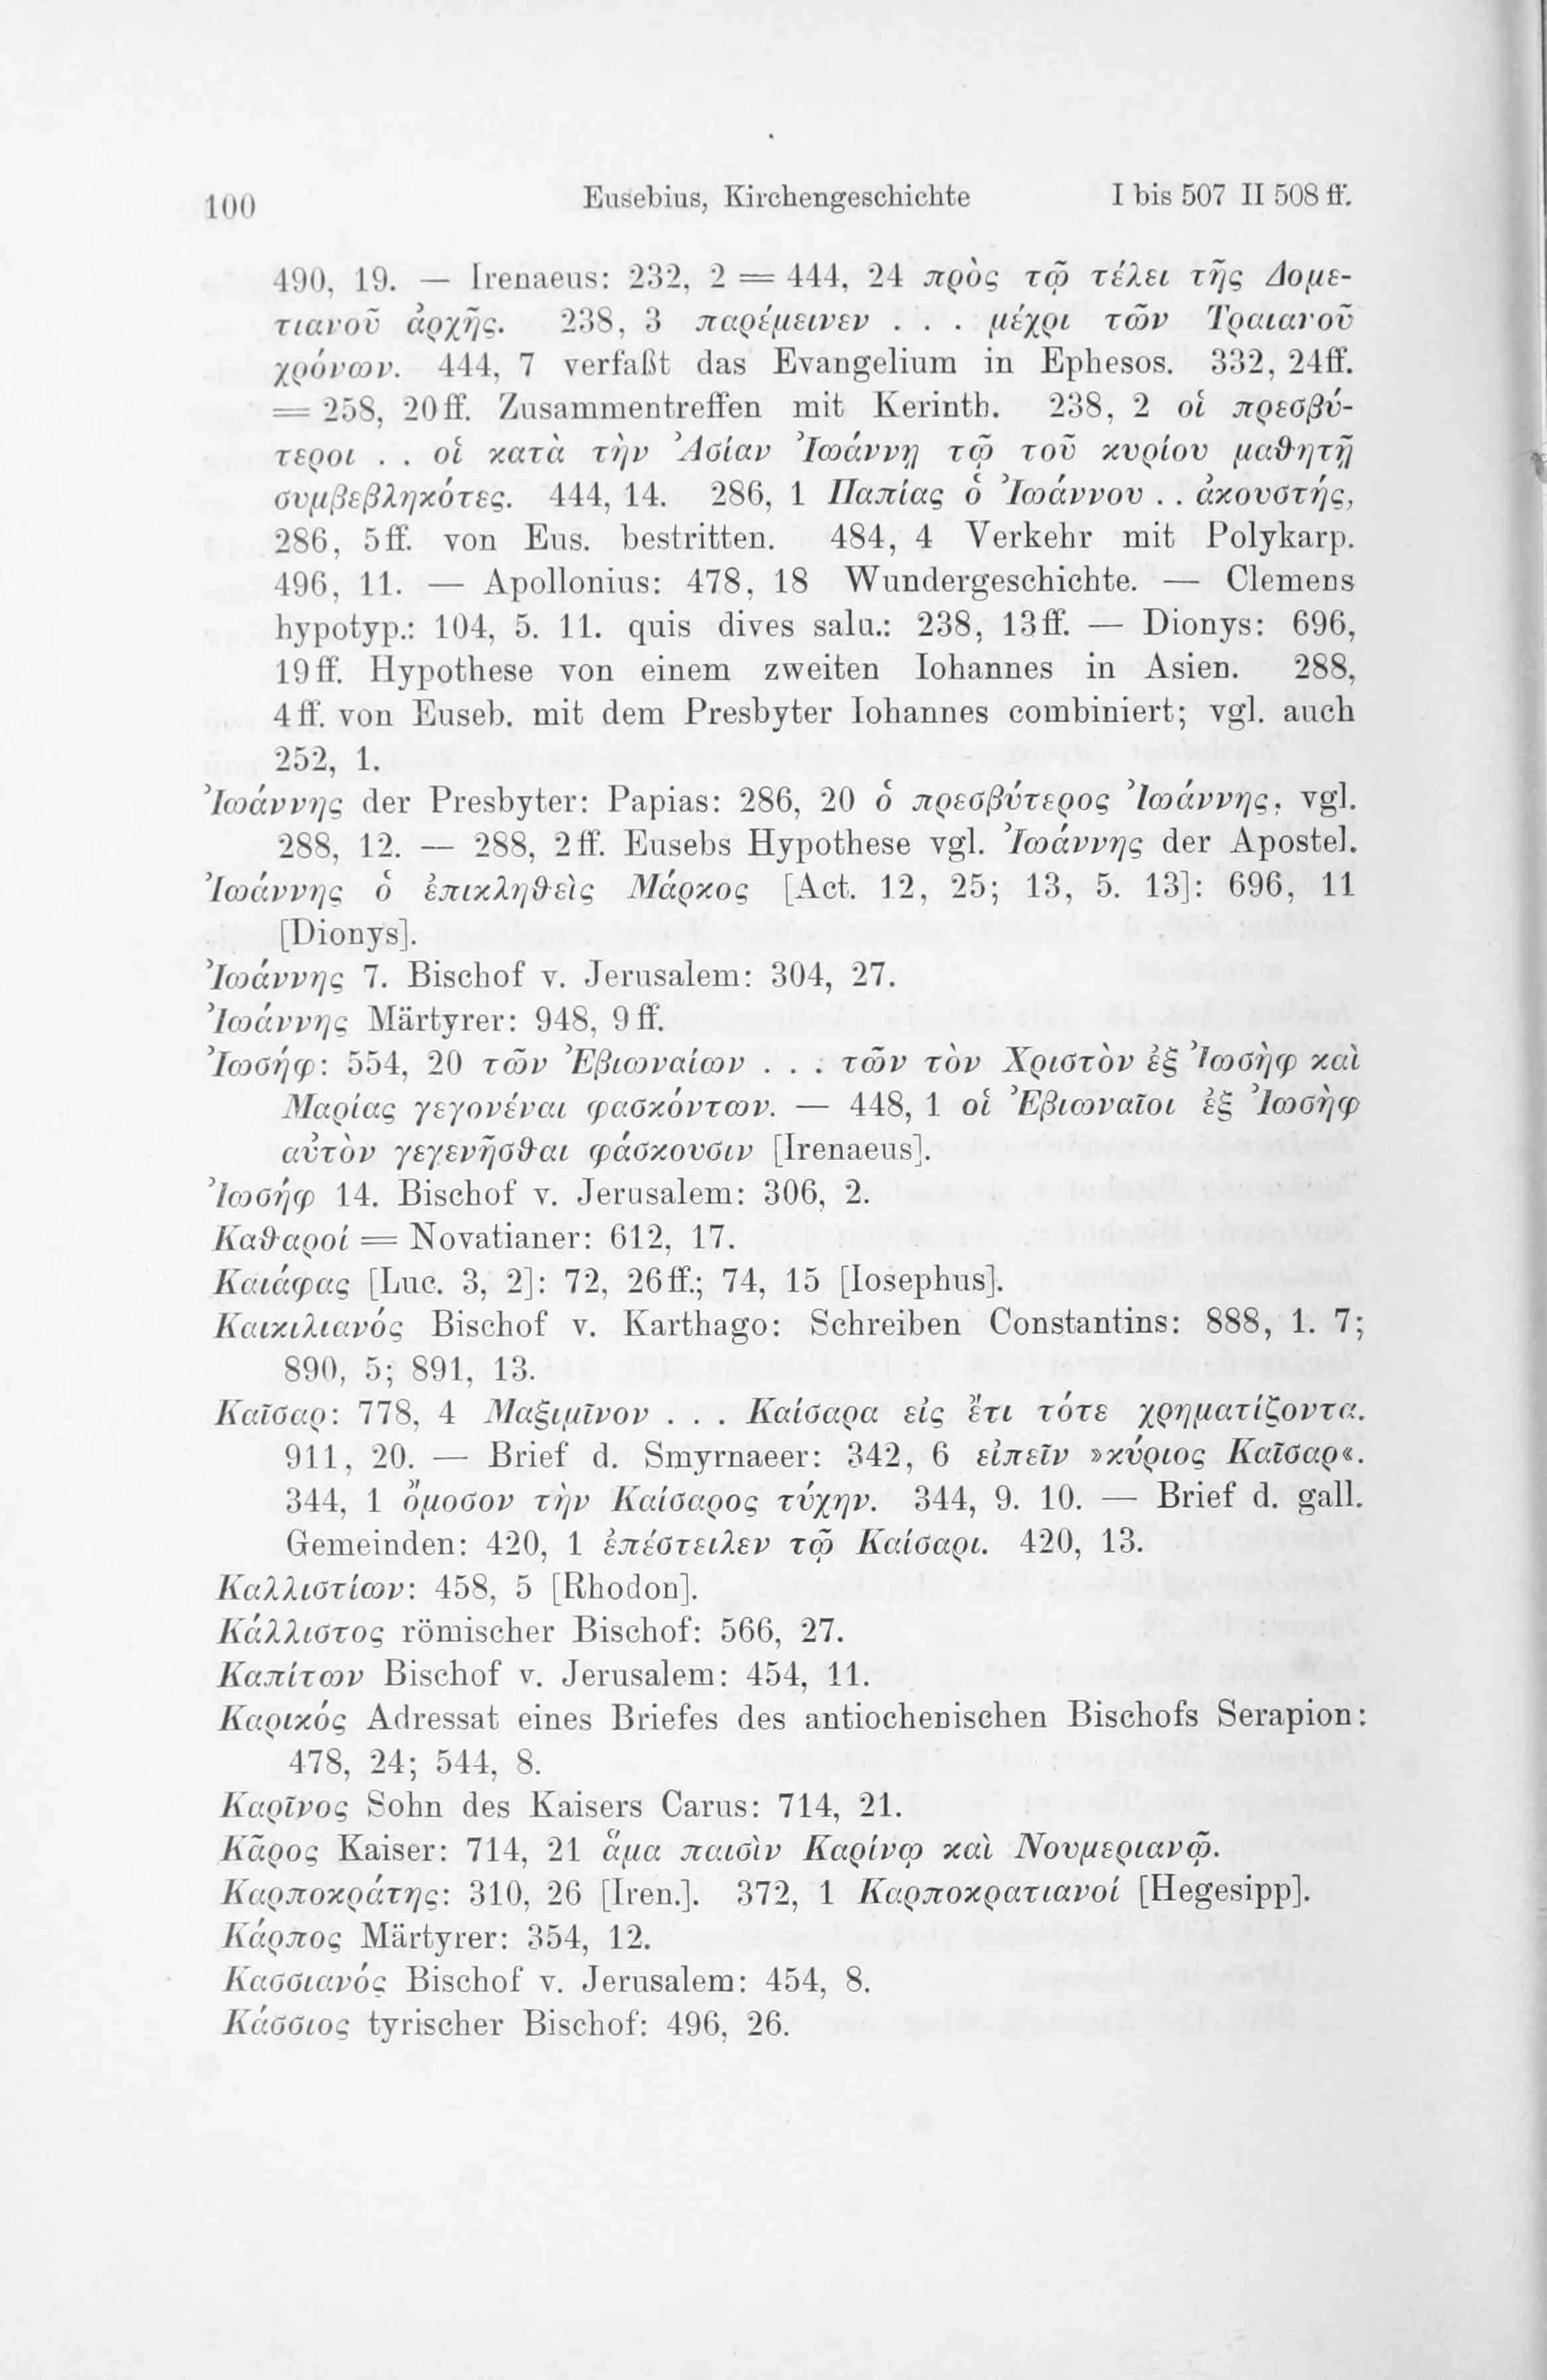 100 Eusebius, Kirchengeschichte I bis 507 II 508 ff.
490, 19. — Irenaeus: 232, 2 = 444, 24 πρὸς τῷ τέλει τῆς Δομε-
τιανοῦ ἀρχῆς. 238, 3 παρέμεινεν . . . μέχρι τῶν Τραιανοῦ
χρόνων. 444, 7 verfaßt das Evangelium in Ephesos. 332, 24ff.
= 258, 20ff. Zusammentreffen mit Kerinth. 238, 2 οἱ πρεσβύ-
τεροι . . οἱ κατὰ τὴν Ἀσίαν Ἰωάννῃ τῷ τοῦ κυρίου μαθητῇ
συμβεβληκότες. 444, 14. 286, 1 Παπίας ὁ Ἰωάννου . . ἀκουστής,
286, 5ff. von Eus. bestritten. 484, 4 Verkehr mit Polykarp.
496, 11. — Apollonius: 478, 18 Wundergeschichte. — Clemens
hypotyp.: 104, 5. 11. quis dives salu.: 238, 13ff. — Dionys: 696,
19ff. Hypothese von einem zweiten Iohannes in Asien. 288,
4ff. von Euseb. mit dem Presbyter Iohannes combiniert; vgl. auch
252, 1.
Ἰωάννης der Presbyter: Papias: 286, 20 ὁ πρεσβύτερος Ἰωάννης, vgl.
288, 12. — 288, 2ff. Eusebs Hypothese vgl. Ἰωάννης der Apostel.
Ἰωάννης ὁ ἐπικληθεὶς Μάρκος [Act. 12, 25; 13, 5. 13]: 696, 11
[Dionys].
Ἰωάννης 7. Bischof v. Jerusalem: 304, 27.
Ἰωάννης Märtyrer: 948, 9ff.
Ἰωσήφ: 554, 20 τῶν Ἐβιωναίων . . . τῶν τὸν Χριστὸν ἐξ Ἰωσὴφ καὶ
Μαρίας γεγονέναι φασκόντων. — 448, 1 οἱ Ἐβιωναῖοι ἐξ Ἰωσὴφ
αὐτὸν γεγενῆσθαι φάσκουσιν [Irenaeus].
Ἰωσήφ 14. Bischof v. Jerusalem: 306, 2.
Καθαροί = Novatianer: 612, 17.
Καιάφας [Luc. 3, 2]: 72, 26ff.; 74, 15 [Iosephus].
Καικιλιανός Bischof v. Karthago: Schreiben Constantins: 888, 1. 7;
890, 5; 891, 13.
Καῖσαρ: 778, 4 Μαξιμῖνον . . . Καίσαρα εἰς ἔτι τότε χρηματίζοντα.
911, 20. — Brief d. Smyrnaeer: 342, 6 εἰπεῖν »κύριος Καῖσαρ«.
344, 1 ὄμοσον τὴν Καίσαρος τύχην. 344, 9. 10. — Brief d. gall.
Gemeinden: 420, 1 ἐπέστειλεν τῷ Καίσαρι. 420, 13.
Καλλιστίων: 458, 5 [Rhodon].
Κάλλιστος römischer Bischof: 566, 27.
Καπίτων Bischof v. Jerusalem: 454, 11.
Καρικός Adressat eines Briefes des antiochenischen Bischofs Serapion:
478, 24; 544, 8.
Καρῖνος Sohn des Kaisers Carus: 714, 21.
Κᾶρος Kaiser: 714, 21 ἅμα παισὶν Καρίνῳ καὶ Νουμεριανῷ.
Καρποκράτης: 310, 26 [Iren.]. 372, 1 Καρποκρατιανοί [Hegesipp].
Κάρπος Märtyrer: 354, 12.
Κασσιανός Bischof v. Jerusalem: 454, 8.
Κάσσιος tyrischer Bischof: 496, 26.